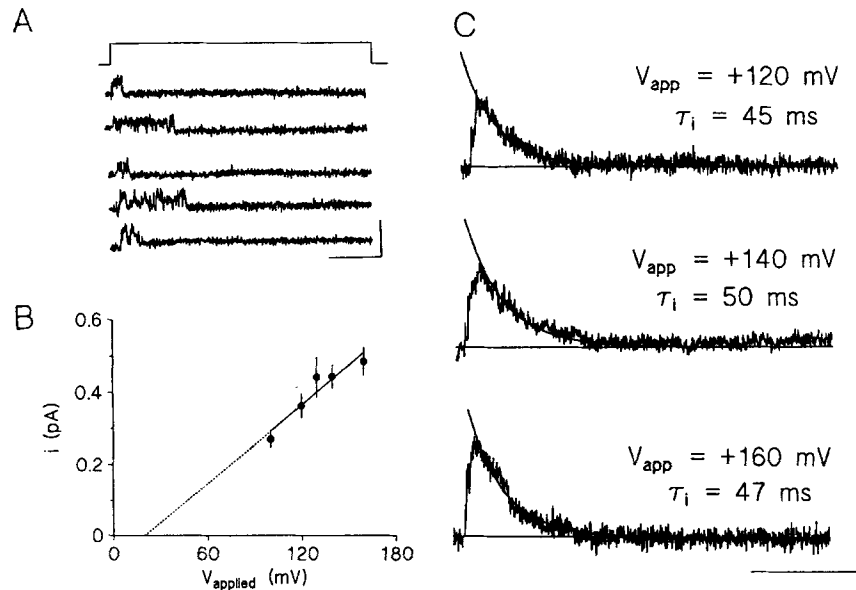 A
B
0.6
0.4
0.2
0
i (pA)
0
60
120
180
V_applied (mV)
C
V_app = +120 mV
τ_i = 45 ms
V_app = +140 mV
τ_i = 50 ms
V_app = +160 mV
τ_i = 47 ms